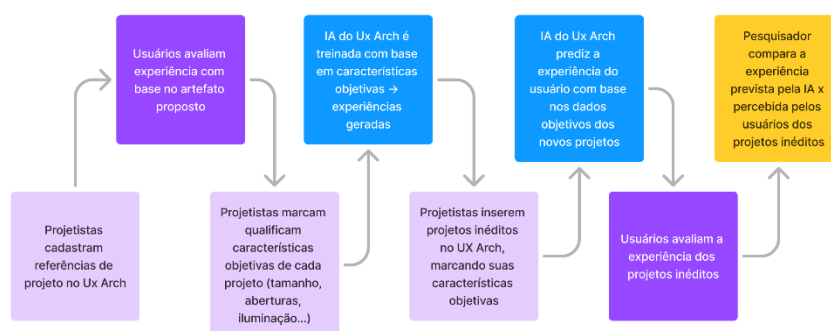 Projetistas
cadastram
referências de
projeto no Ux Arch
Usuários avaliam
experiência com
base no artefato
proposto
Projetistas marcam
qualificam
características
objetivas de cada
projeto (tamanho,
aberturas,
iluminação...)
IA do Ux Arch é
treinada com base
em características
objetivas →
experiências
geradas
Projetistas inserem
projetos inéditos
no UX Arch,
marcando suas
características
objetivas
IA do Ux Arch
prediz a
experiência do
usuário com base
nos dados
objetivos dos
novos projetos
Usuários avaliam a
experiência dos
projetos inéditos
Pesquisador
compara a
experiência
prevista pela IA x
percebida pelos
usuários dos
projetos inéditos